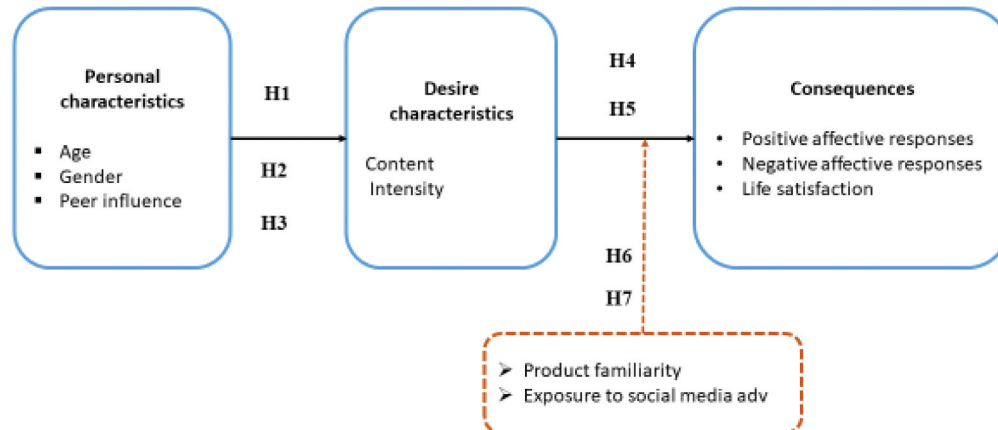 Personal
characteristics
▪ Age
▪ Gender
▪ Peer influence
H1
H2
H3
Desire
characteristics
Content
Intensity
H4
H5
Consequences
• Positive affective responses
• Negative affective responses
• Life satisfaction
H6
H7
➢ Product familiarity
➢ Exposure to social media adv